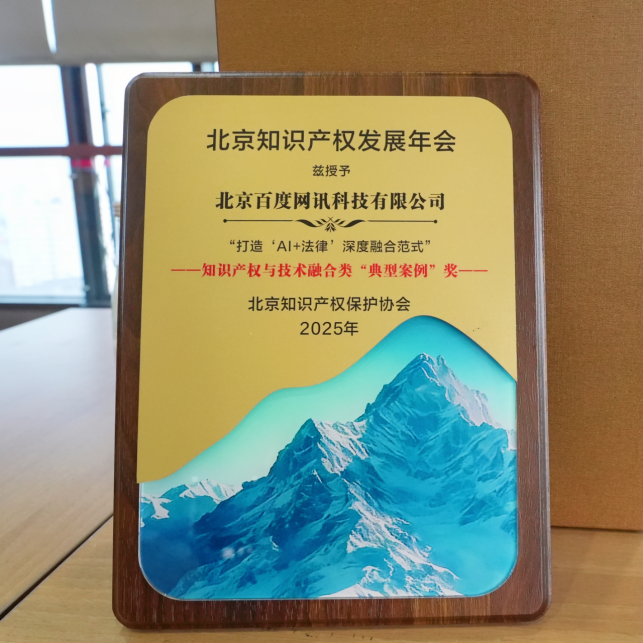 北京知识产权发展年会
兹授予
北京百度网讯科技有限公司
“打造‘AI+法律’深度融合范式”
——知识产权与技术融合类“典型案例”奖——
北京知识产权保护协会
2025年